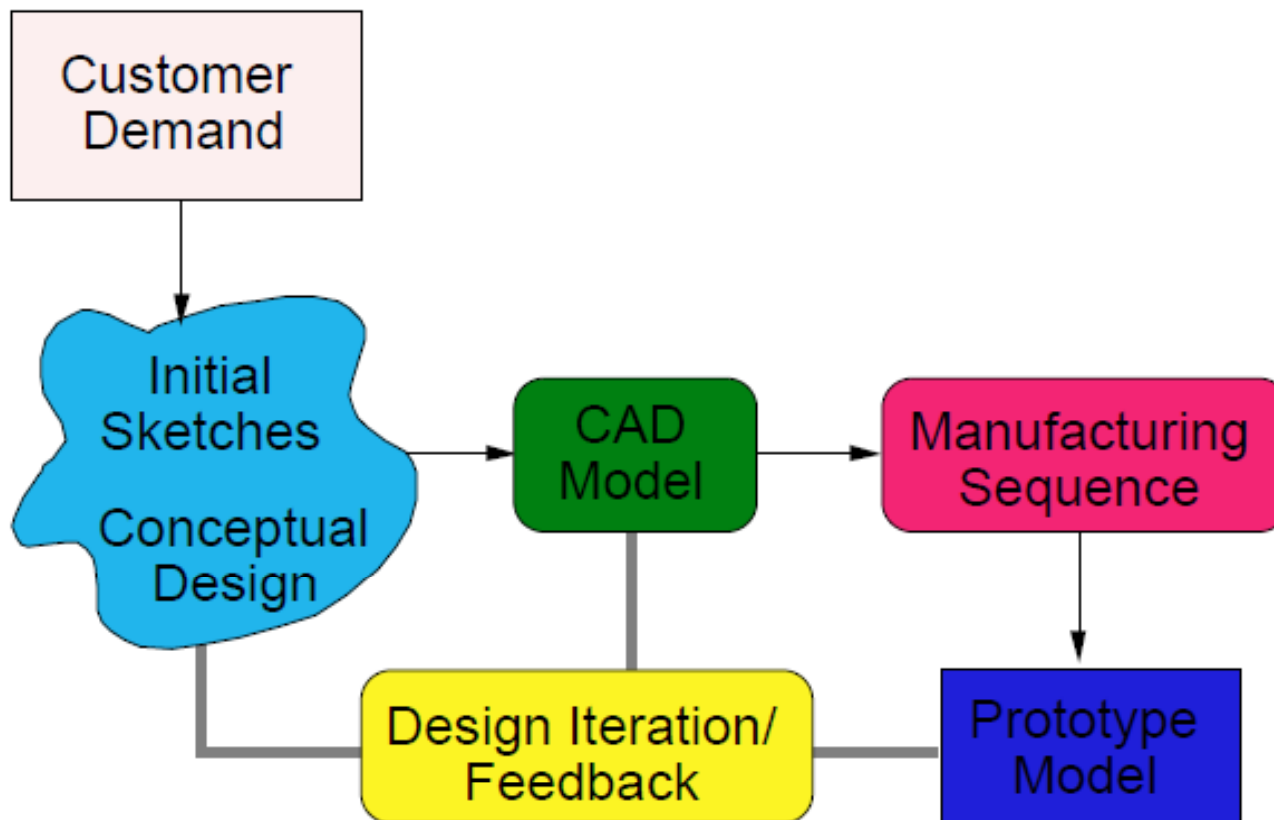 Customer
Demand
Initial
Sketches
Conceptual
Design
CAD
Model
Manufacturing
Sequence
Design Iteration/
Feedback
Prototype
Model